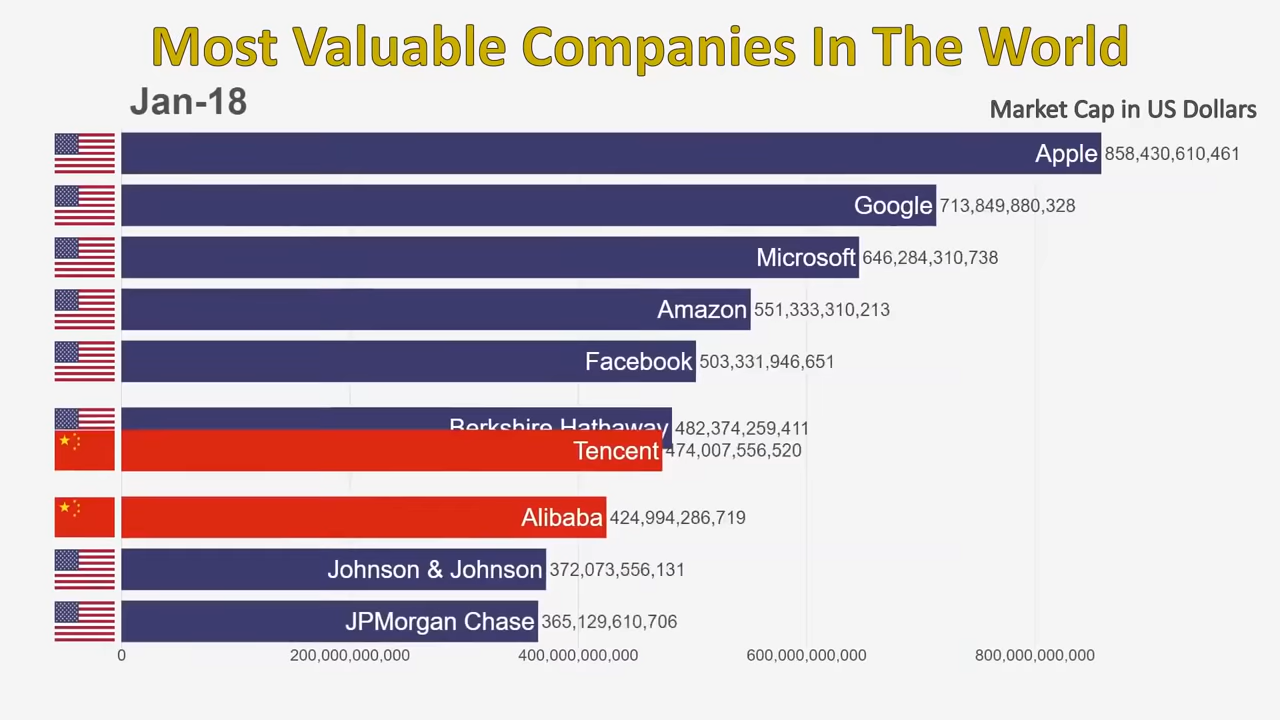 Most Valuable Companies In The World
Jan-18
Market Cap in US Dollars
Apple 858,430,610,461
Google 713,849,880,328
Microsoft 646,284,310,738
Amazon 551,333,310,213
Facebook 503,331,946,651
Berkshire Hathaway 482,374,259,411
Tencent 474,007,556,520
Alibaba 424,994,286,719
Johnson & Johnson 372,073,556,131
JPMorgan Chase 365,129,610,706
0 200,000,000,000 400,000,000,000 600,000,000,000 800,000,000,000